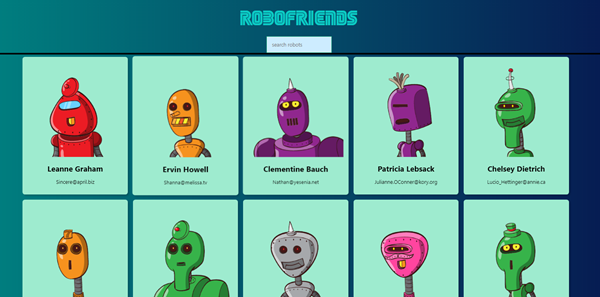 ROBOFRIENDS
search robots
Leanne Graham
Sincere@april.biz
Ervin Howell
Shanna@melissa.tv
Clementine Bauch
Nathan@yesenia.net
Patricia Lebsack
Julianne.OConner@kory.org
Chelsey Dietrich
Lucio_Hettinger@annie.ca